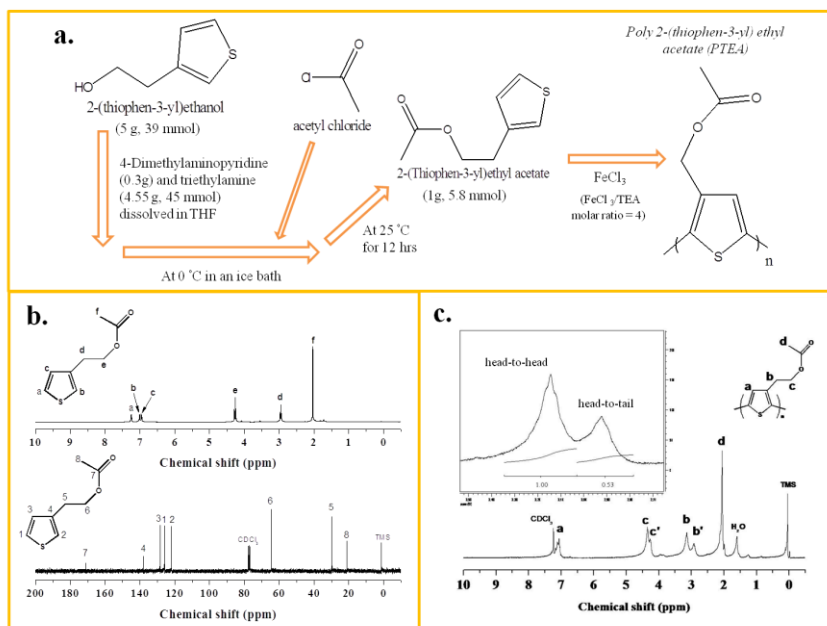 a.
Poly 2-(thiophen-3-yl) ethyl
acetate (PTEA)
S
HO
2-(thiophen-3-yl)ethanol
(5 g, 39 mmol)
Cl
O
acetyl chloride
O
O
S
2-(Thiophen-3-yl)ethyl acetate
(1g, 5.8 mmol)
4-Dimethylaminopyridine
(0.3g) and triethylamine
(4.55 g, 45 mmol)
dissolved in THF
At 0 °C in an ice bath
At 25 °C
for 12 hrs
FeCl3
(FeCl 3/TEA
molar ratio = 4)
O
O
S
n
b.
f
O
O
d
e
c
a
b
S
a
b
c
e
d
f
10 9 8 7 6 5 4 3 2 1 0
Chemical shift (ppm)
8
7
O
O
5
6
3
4
1
2
S
7
4
3
1
2
CDCl3
6
5
8
TMS
200 180 160 140 120 100 80 60 40 20 0 -20
Chemical shift (ppm)
c.
head-to-head
head-to-tail
1.00
0.53
d
O
O
a
b
c
S
CDCl3
a
c
c'
b
b'
H2O
d
TMS
10 9 8 7 6 5 4 3 2 1 0
Chemical shift (ppm)